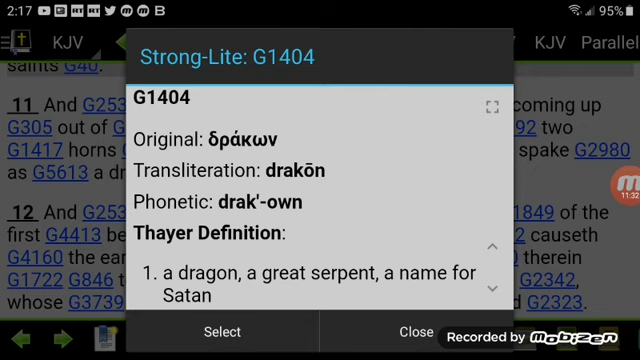 2:17 95%
KJV KJV Parallel
Strong-Lite: G1404
saints G40.
G1404
Original: δράκων
Transliteration: drakōn
Phonetic: drak'-own
Thayer Definition:
1. a dragon, a great serpent, a name for
Satan
11 And G253 coming up
G305 out of G 92 two
G1417 horns G spoke G2980
as G5613 a dra
12 And G253 1849 of the
first G4413 be 2 causeth
G4160 the ear therein
G1722 G846 t G2342,
whose G3739 d G2323.
Select Close
Recorded by mobizen
11:32